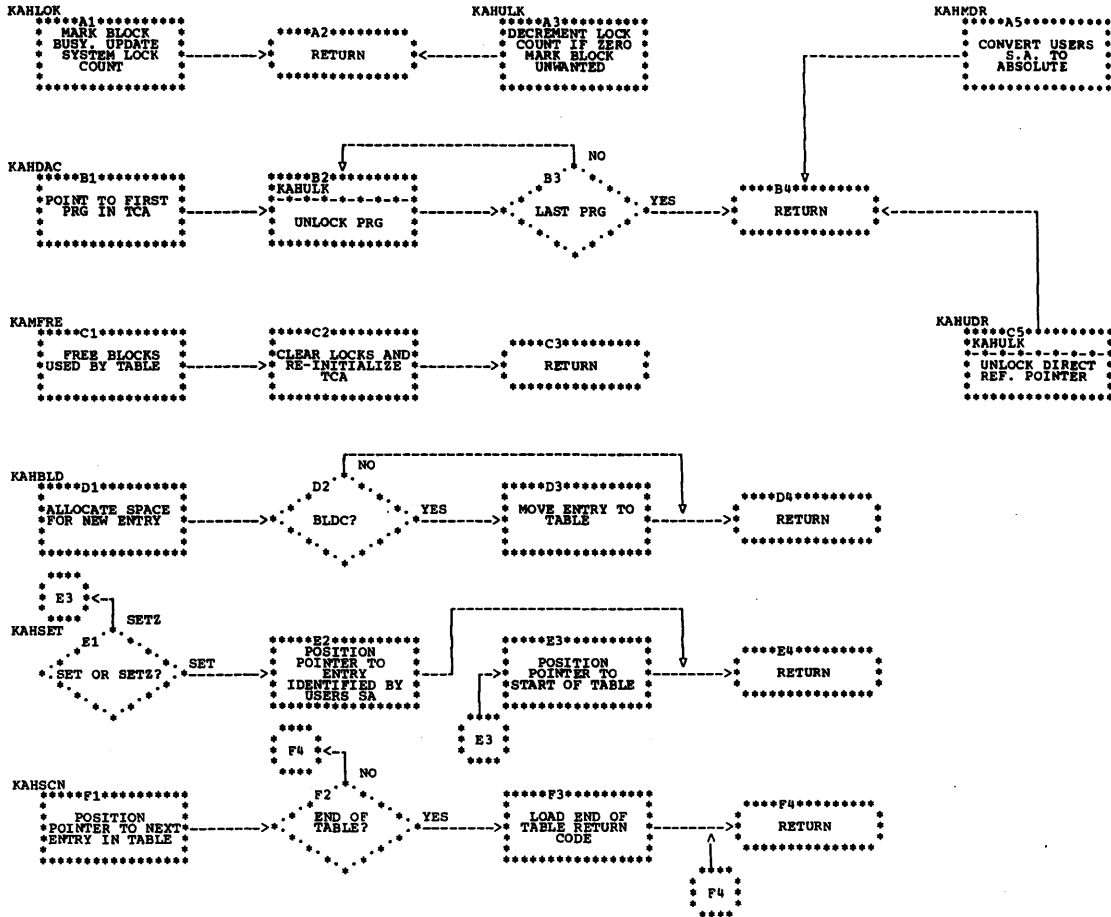 KAHLOK
A1
MARK BLOCK
BUSY. UPDATE
SYSTEM LOCK
COUNT
A2
RETURN
KAHULK
A3
DECREMENT LOCK
COUNT IF ZERO
MARK BLOCK
UNWANTED
KAHMDR
A5
CONVERT USERS
S.A. TO
ABSOLUTE
KAHDAC
B1
POINT TO FIRST
PRG IN TCA
B2
KAHULK
UNLOCK PRG
NO
B3
LAST PRG
YES
B4
RETURN
KAMFRE
C1
FREE BLOCKS
USED BY TABLE
C2
CLEAR LOCKS AND
RE-INITIALIZE
TCA
C3
RETURN
KAHUDR
C5
KAHULK
UNLOCK DIRECT
REF. POINTER
KAHBLD
D1
ALLOCATE SPACE
FOR NEW ENTRY
NO
D2
BLDC?
YES
D3
MOVE ENTRY TO
TABLE
D4
RETURN
E3
SETZ
KAHSET
E1
SET OR SETZ?
SET
E2
POSITION
POINTER TO
ENTRY
IDENTIFIED BY
USERS SA
E3
POSITION
POINTER TO
START OF TABLE
E4
RETURN
E3
F4
NO
KAHSCN
F1
POSITION
POINTER TO NEXT
ENTRY IN TABLE
F2
END OF
TABLE?
YES
F3
LOAD END OF
TABLE RETURN
CODE
F4
RETURN
F4